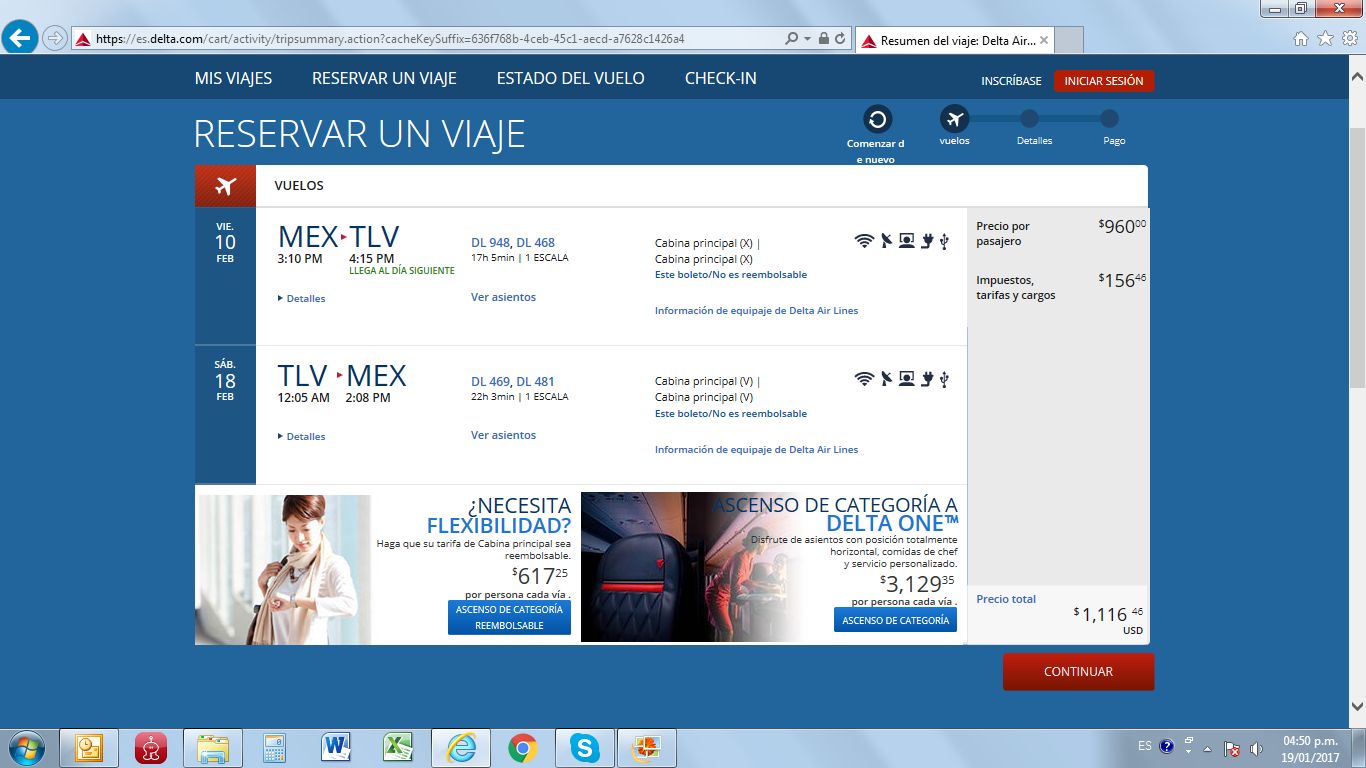 https://es.delta.com/cart/activity/tripsummary.action?cacheKeySuffix=636f768b-4ceb-45c1-aecd-a7628c1426a4
Resumen del viaje: Delta Air...
MIS VIAJES RESERVAR UN VIAJE ESTADO DEL VUELO CHECK-IN
INSCRÍBASE INICIAR SESIÓN
RESERVAR UN VIAJE
Comenzar d
e nuevo
vuelos
Detalles
Pago
VUELOS
VIE.
10
FEB
MEX TLV
3:10 PM 4:15 PM
LLEGA AL DÍA SIGUIENTE
Detalles
DL 948, DL 468
17h 5min | 1 ESCALA
Ver asientos
Cabina principal (X) |
Cabina principal (X)
Este boleto/No es reembolsable
Información de equipaje de Delta Air Lines
Precio por
pasajero
$96000
Impuestos,
tarifas y cargos
$15646
SÁB.
18
FEB
TLV MEX
12:05 AM 2:08 PM
Detalles
DL 469, DL 481
22h 3min | 1 ESCALA
Ver asientos
Cabina principal (V) |
Cabina principal (V)
Este boleto/No es reembolsable
Información de equipaje de Delta Air Lines
¿NECESITA
FLEXIBILIDAD?
Haga que su tarifa de Cabina principal sea
reembolsable.
$61725
por persona cada vía .
ASCENSO DE CATEGORÍA
REEMBOLSABLE
ASCENSO DE CATEGORÍA A
DELTA ONE™
Disfrute de asientos con posición totalmente
horizontal, comidas de chef
y servicio personalizado.
$3,12935
por persona cada vía .
ASCENSO DE CATEGORÍA
Precio total
$1,116 46
USD
CONTINUAR
ES
04:50 p.m.
19/01/2017